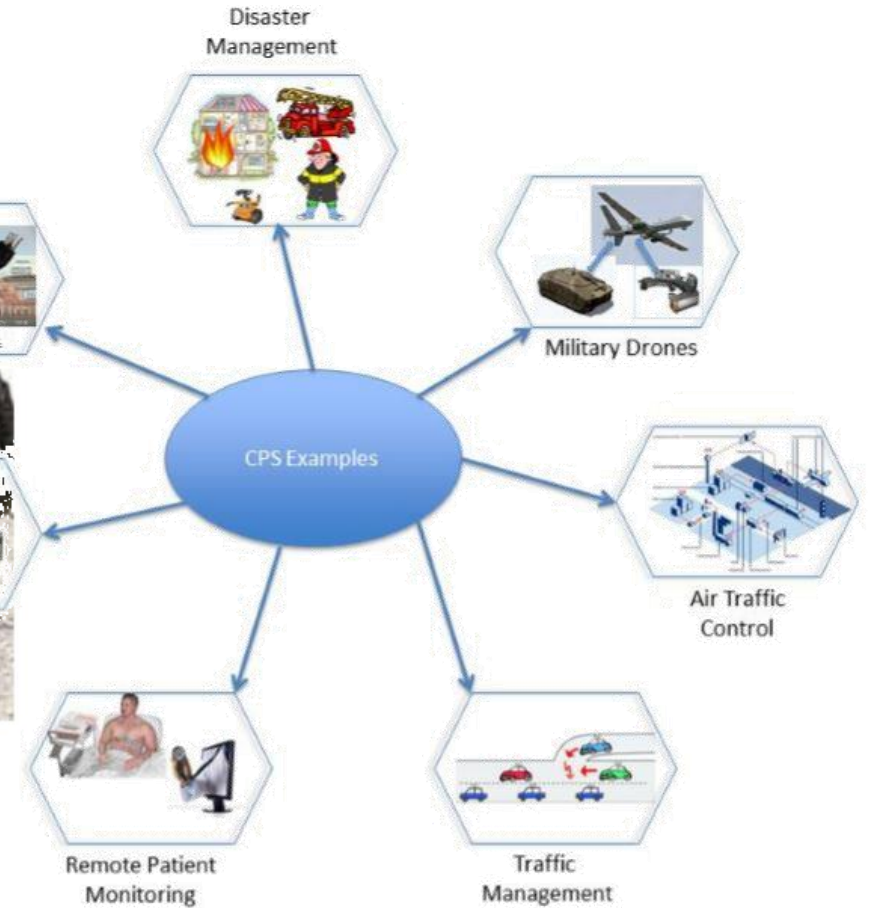 Disaster
Management
Military Drones
CPS Examples
Air Traffic
Control
Remote Patient
Monitoring
Traffic
Management